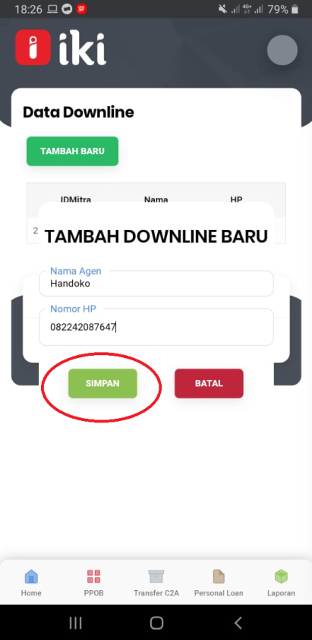 18:26
79%
iki
Data Downline
TAMBAH BARU
IDMitra Nama HP
2
TAMBAH DOWNLINE BARU
Nama Agen
Handoko
Nomor HP
082242087647
SIMPAN BATAL
Home PPOB Transfer C2A Personal Loan Laporan